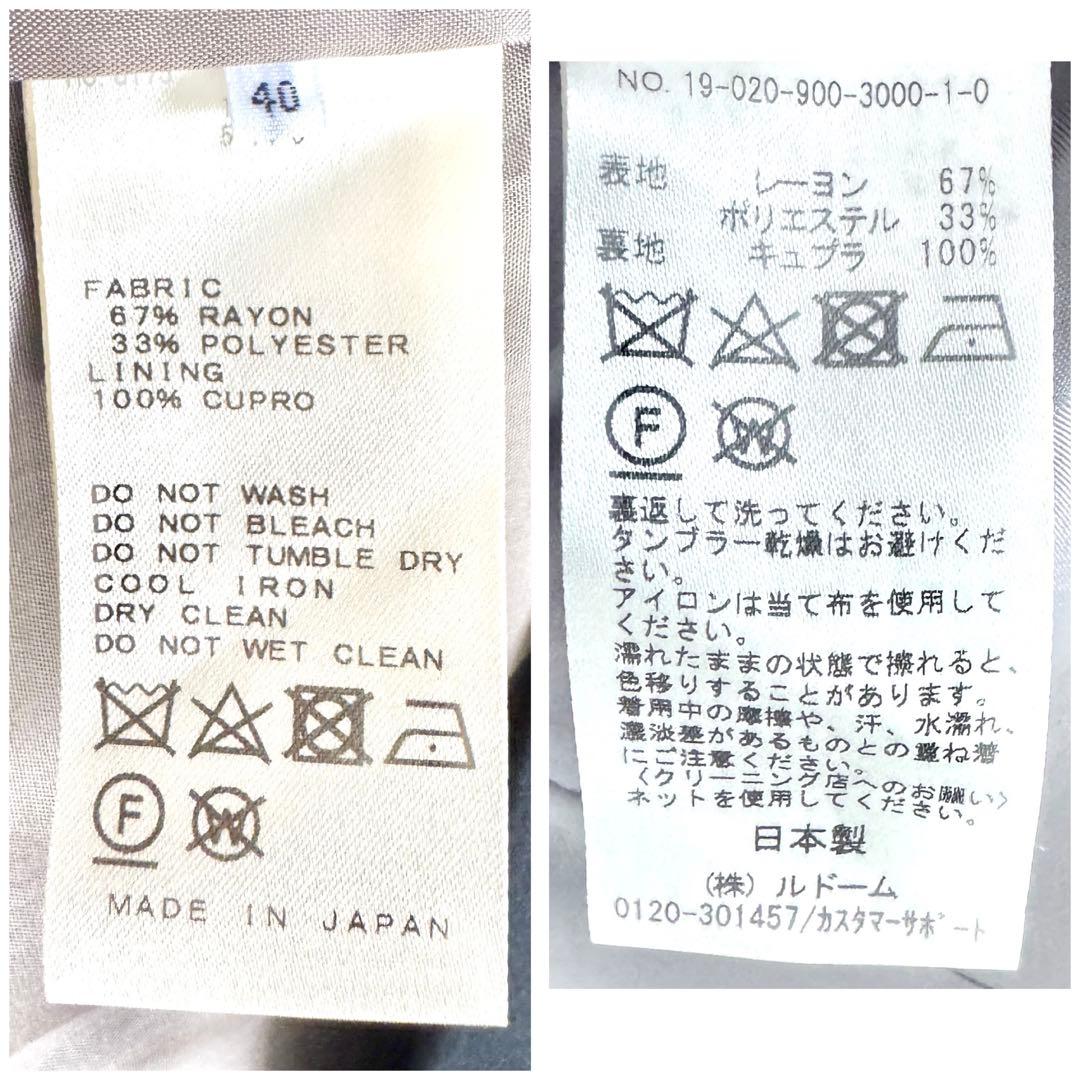 40
FABRIC
67% RAYON
33% POLYESTER
LINING
100% CUPRO
DO NOT WASH
DO NOT BLEACH
DO NOT TUMBLE DRY
COOL IRON
DRY CLEAN
DO NOT WET CLEAN
F W
MADE IN JAPAN
NO. 19-020-900-3000-1-0
表地 レーヨン 67%
ポリエステル 33%
裏地 キュプラ 100%
F W
裏返して洗ってください。
タンブラー乾燥はお避けくだ
さい。
アイロンは当て布を使用して
ください。
濡れたままの状態で擦れると、
色移りすることがあります。
着用中の摩擦や、汗、水濡れ、
濃淡差があるものとの重ね着
にご注意ください。
くクリーニング店へのお願い〉
ネットを使用してください。
日本製
(株) ルドーム
0120-301457/カスタマーサポート